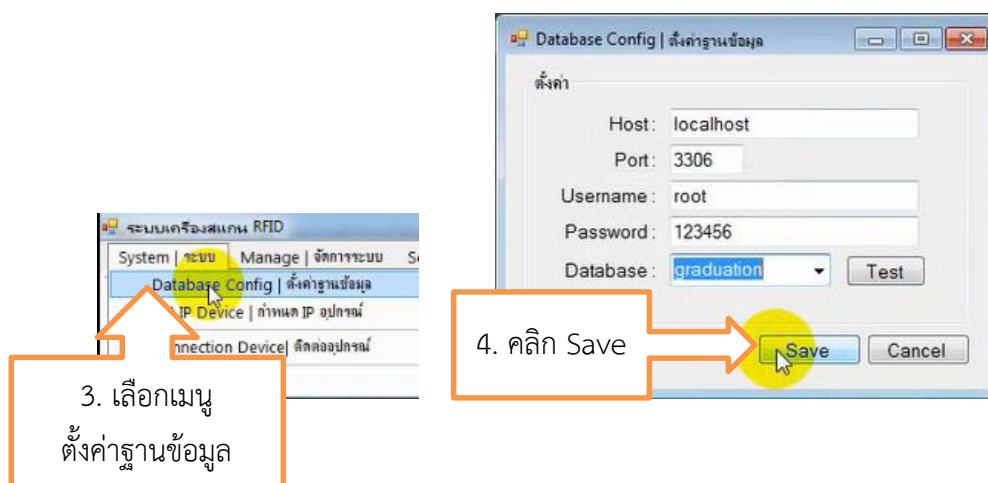 ระบบเครื่องสแกน RFID
System | ระบบ Manage | จัดการระบบ
Database Config | ตั้งค่าฐานข้อมูล
IP Device | กำหนด IP อุปกรณ์
Device| ติดต่ออุปกรณ์
3. เลือกเมนู
ตั้งค่าฐานข้อมูล
Database Config | ตั้งค่าฐานข้อมูล
ตั้งค่า
Host: localhost
Port: 3306
Username: root
Password: 123456
Database: graduation Test
4. คลิก Save
Save Cancel